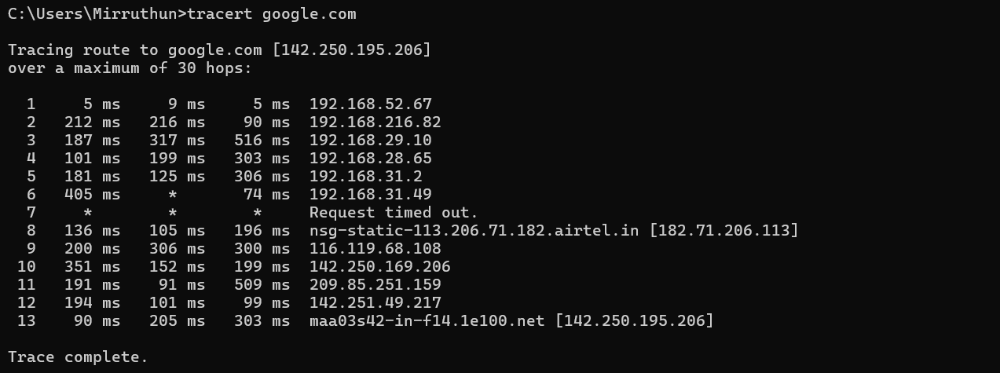 C:\Users\Mirruthun>tracert google.com
Tracing route to google.com [142.250.195.206]
over a maximum of 30 hops:
1 5 ms 9 ms 5 ms 192.168.52.67
2 212 ms 216 ms 90 ms 192.168.216.82
3 187 ms 317 ms 516 ms 192.168.29.10
4 101 ms 199 ms 303 ms 192.168.28.65
5 181 ms 125 ms 306 ms 192.168.31.2
6 405 ms * 74 ms 192.168.31.49
7 * * * Request timed out.
8 136 ms 105 ms 196 ms nsg-static-113.206.71.182.airtel.in [182.71.206.113]
9 200 ms 306 ms 300 ms 116.119.68.108
10 351 ms 152 ms 199 ms 142.250.169.206
11 191 ms 91 ms 509 ms 209.85.251.159
12 194 ms 101 ms 99 ms 142.251.49.217
13 90 ms 205 ms 303 ms maa03s42-in-f14.1e100.net [142.250.195.206]
Trace complete.